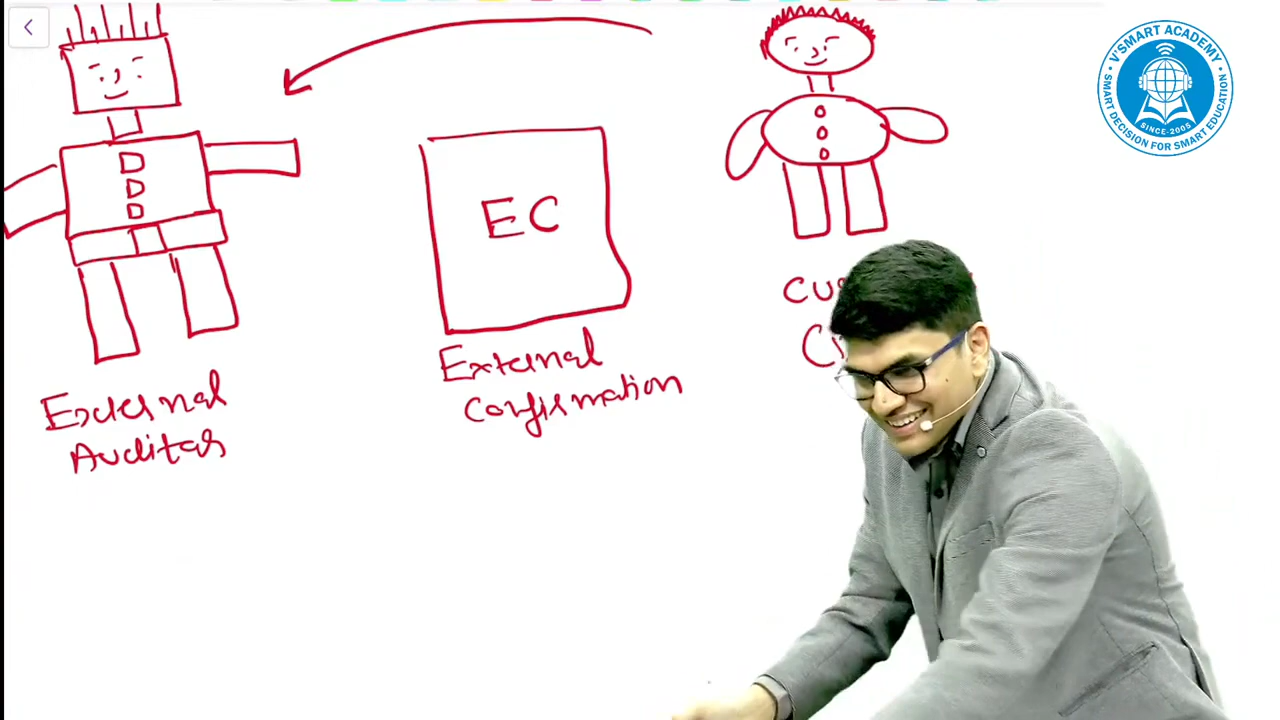 V'SMART ACADEMY
SMART DECISION FOR SMART EDUCATION
SINCE-2005
EC
External
Confirmation
External
Auditor